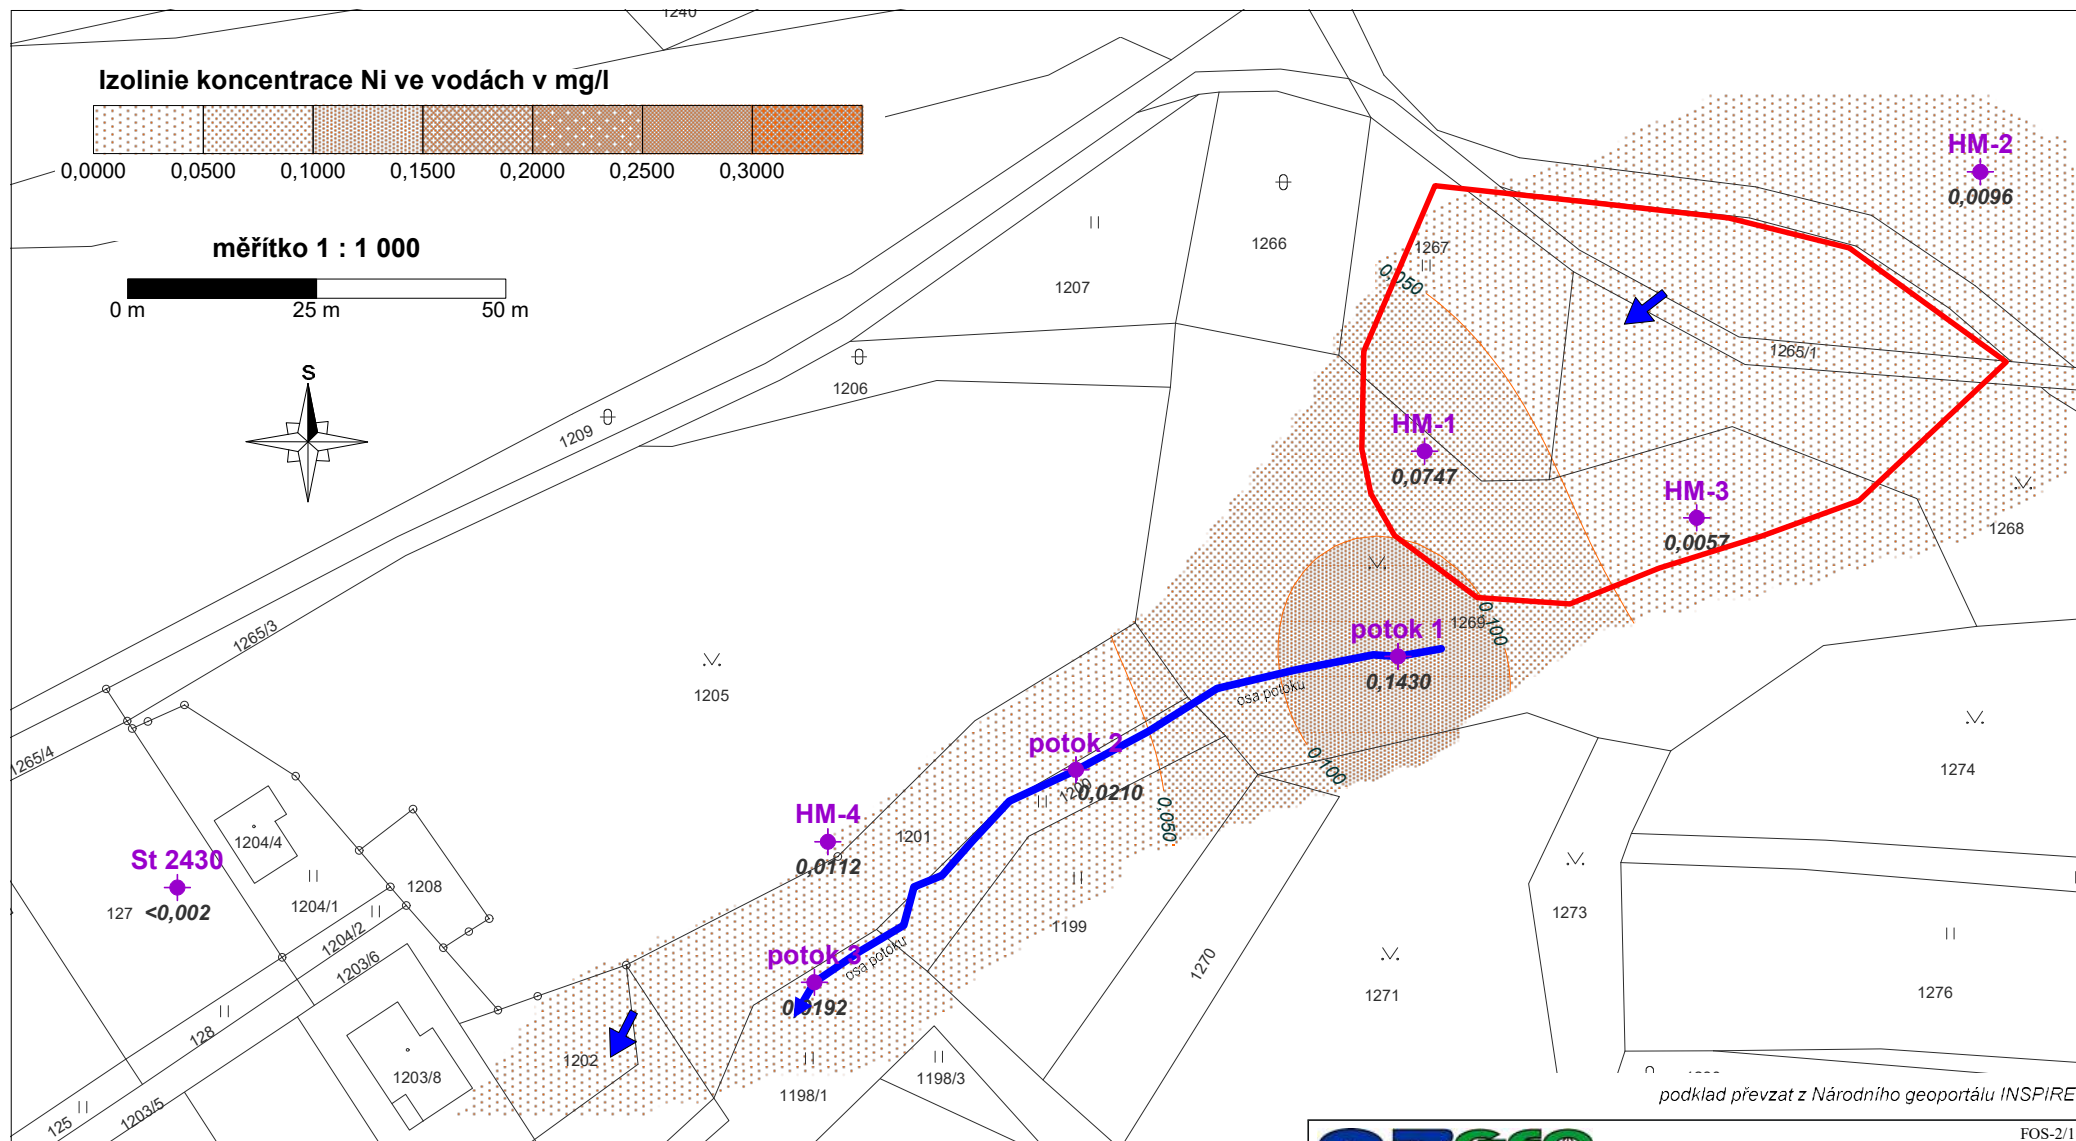 1240
Izolinie koncentrace Ni ve vodách v mg/l
0,0000 0,0500 0,1000 0,1500 0,2000 0,2500 0,3000
měřítko 1 : 1 000
0 m 25 m 50 m
S
HM-2
0,0096
1266
1267
1207
0,050
1265/1
1206
1209
HM-1
0,0747
HM-3
0,0057
1268
1265/3
potok 1
1269
0,100
0,1430
osa potoku
1205
1265/4
potok 2
1200
0,0210
0,050
0,100
1274
HM-4
0,0112
1201
1204/4
St 2430
127
<0,002
1204/1
1208
1204/2
1203/6
1199
1270
1273
1271
1276
potok 3
0,0192
osa potoku
128
1202
1203/8
1198/1
1198/3
125
1203/5
podklad převzat z Národního geoportálu INSPIRE
FOS-2/1